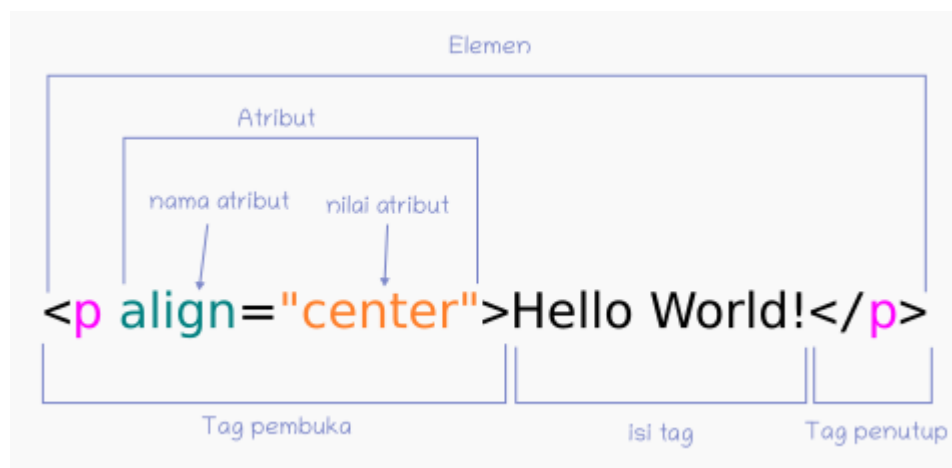 Elemen
Atribut
nama atribut nilai atribut
<p align="center">Hello World!</p>
Tag pembuka isi tag Tag penutup